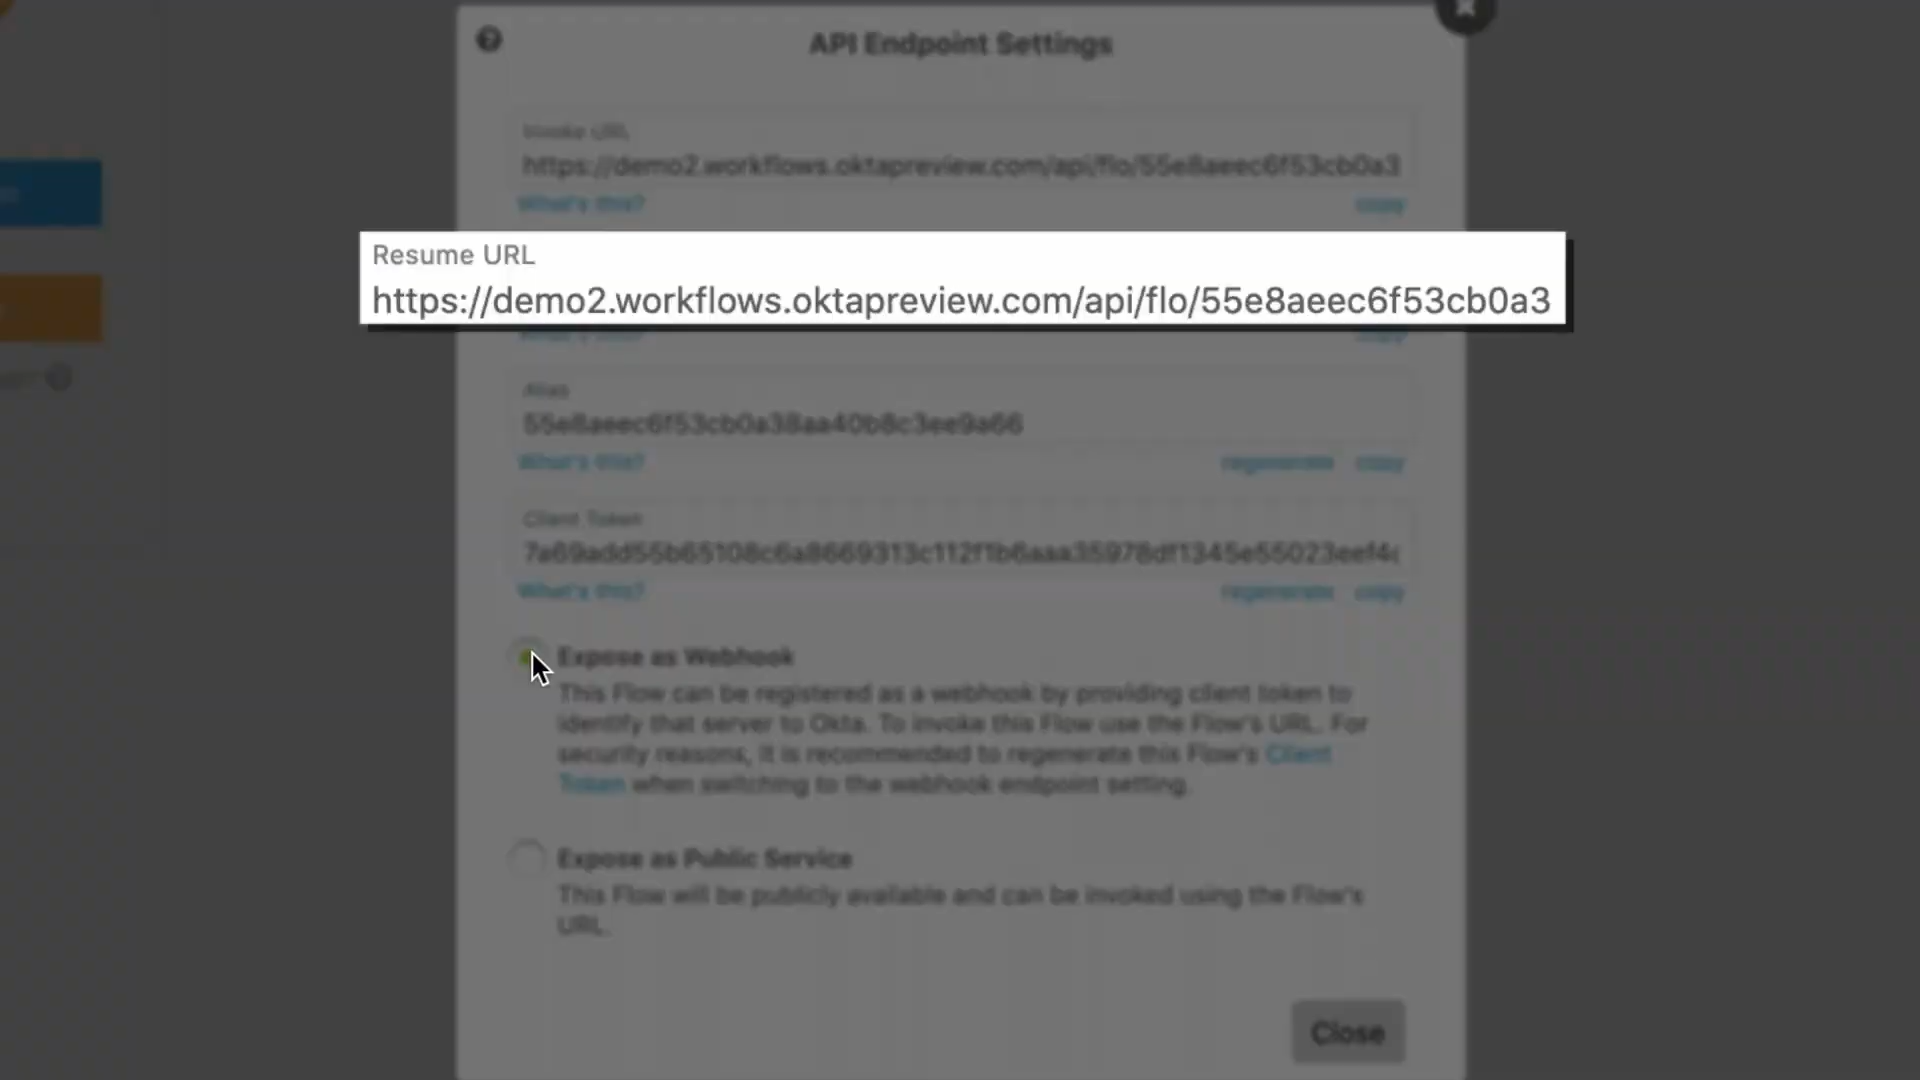 API Endpoint Settings
Invoke URL
https://demo2.workflows.oktapreview.com/api/flo/55e8aeec6f53cb0a3
What's this? copy
Resume URL
https://demo2.workflows.oktapreview.com/api/flo/55e8aeec6f53cb0a3
What's this? copy
Alias
55e8aeec6f53cb0a38aa40b8c3ee9a66
What's this? regenerate copy
Client Token
What's this? regenerate copy
Expose as Webhook
This Flow can be registered as a webhook by providing client token to
identify that server to Okta. To invoke this Flow use the Flow's URL. For
security reasons, it is recommended to regenerate this Flow's Client
Token when switching to the webhook endpoint setting.
Expose as Public Service
This Flow will be publicly available and can be invoked using the Flow's
URL.
Close